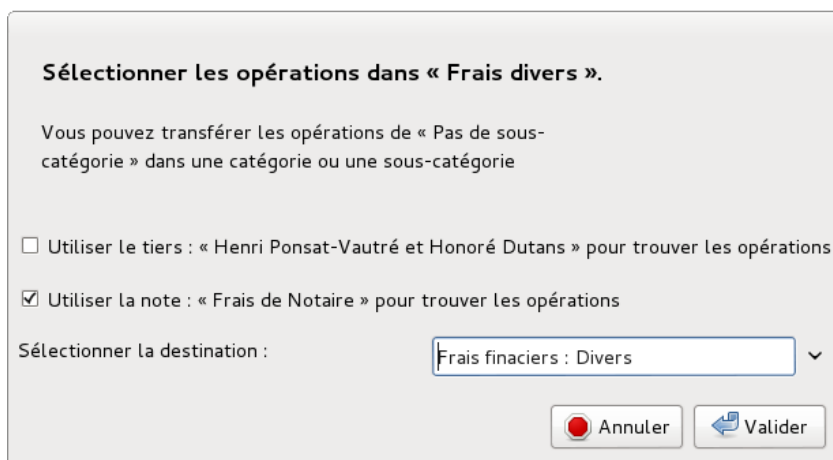 Sélectionner les opérations dans « Frais divers ».
Vous pouvez transférer les opérations de « Pas de sous-
catégorie » dans une catégorie ou une sous-catégorie
Utiliser le tiers : « Henri Ponsat-Vautré et Honoré Dutans » pour trouver les opérations
Utiliser la note : « Frais de Notaire » pour trouver les opérations
Sélectionner la destination :
Frais finaciers : Divers
Annuler
Valider